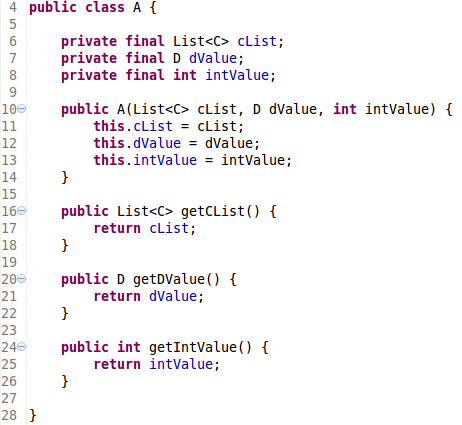 4 public class A {
5
6     private final List<C> cList;
7     private final D dValue;
8     private final int intValue;
9
10     public A(List<C> cList, D dValue, int intValue) {
11         this.cList = cList;
12         this.dValue = dValue;
13         this.intValue = intValue;
14     }
15
16     public List<C> getCList() {
17         return cList;
18     }
19
20     public D getDValue() {
21         return dValue;
22     }
23
24     public int getIntValue() {
25         return intValue;
26     }
27
28 }